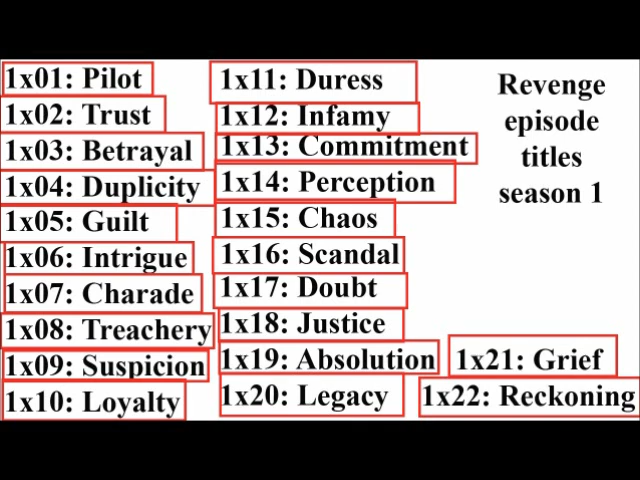 1x01: Pilot
1x02: Trust
1x03: Betrayal
1x04: Duplicity
1x05: Guilt
1x06: Intrigue
1x07: Charade
1x08: Treachery
1x09: Suspicion
1x10: Loyalty
1x11: Duress
1x12: Infamy
1x13: Commitment
1x14: Perception
1x15: Chaos
1x16: Scandal
1x17: Doubt
1x18: Justice
1x19: Absolution
1x20: Legacy
Revenge
episode
titles
season 1
1x21: Grief
1x22: Reckoning